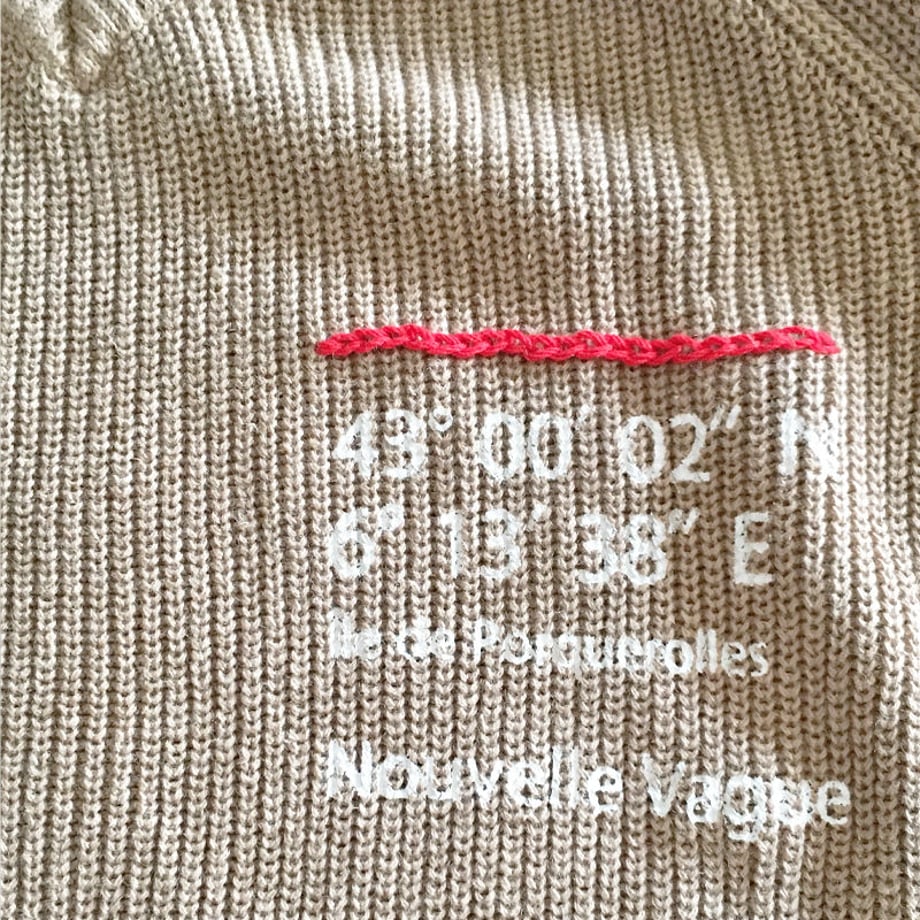 43° 00′ 02″ N
6° 13′ 38″ E
Île de Porquerolles
Nouvelle Vague